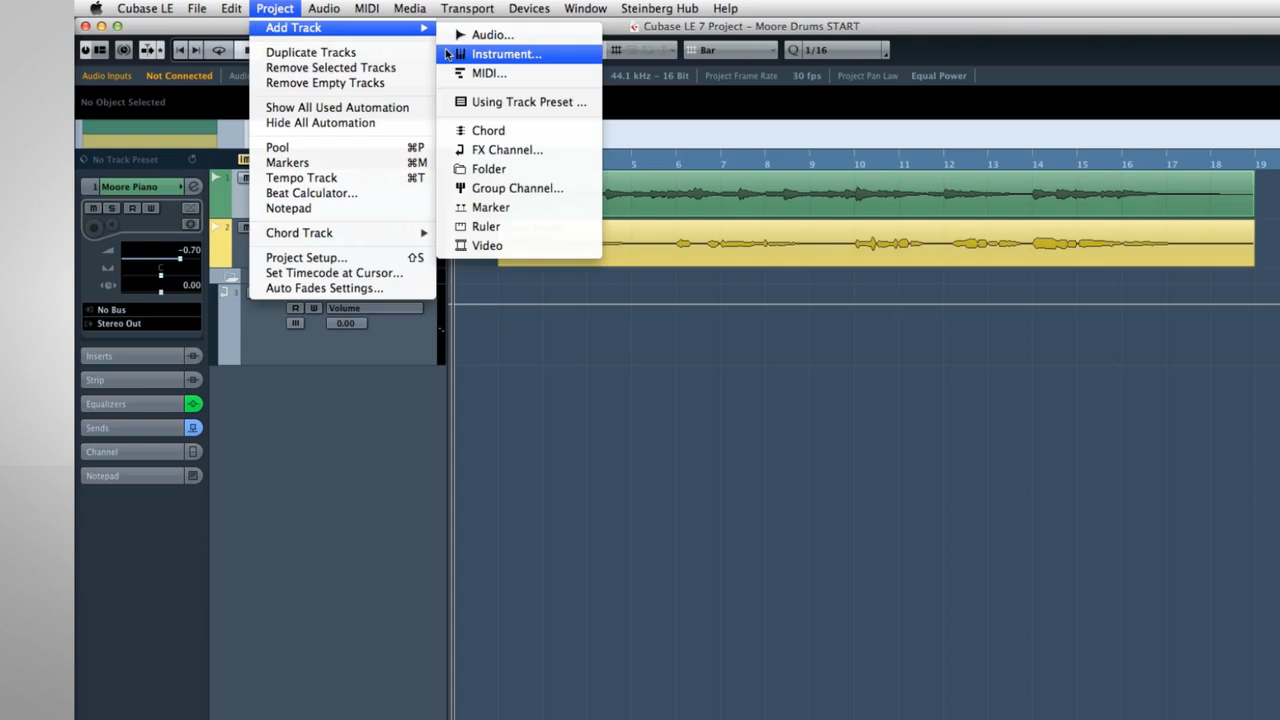 Cubase LE File Edit Project Audio MIDI Media Transport Devices Window Steinberg Hub Help
Cubase LE 7 Project - Moore Drums START
Bar
1/16
Audio Inputs Not Connected
44.1 kHz - 16 Bit Project Frame Rate 30 fps Project Pan Law Equal Power
No Object Selected
Add Track
Duplicate Tracks
Remove Selected Tracks
Remove Empty Tracks
Show All Used Automation
Hide All Automation
Pool ⌘P
Markers ⌘M
Tempo Track ⌘T
Beat Calculator...
Notepad
Chord Track
Project Setup... ⇧S
Set Timecode at Cursor...
Auto Fades Settings...
Audio...
Instrument...
MIDI...
Using Track Preset ...
Chord
FX Channel...
Folder
Group Channel...
Marker
Ruler
Video
5 6 7 8 9 10 11 12 13 14 15 16 17 18 19
No Track Preset
1 Moore Piano
m S R W
-0.70
C
0.00
No Bus
Stereo Out
Inserts
Strip
Equalizers
Sends
Channel
Notepad
1
2
R W Volume
0.00